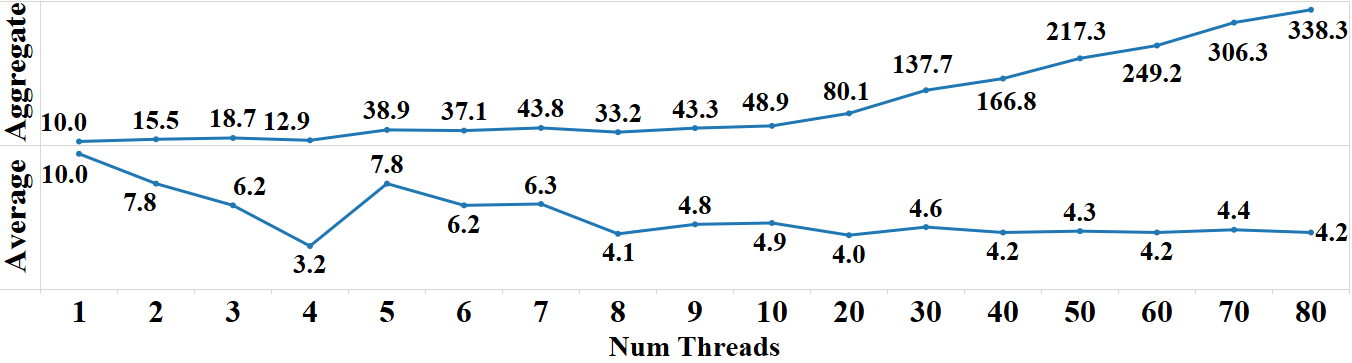 Aggregate
10.0 15.5 18.7 12.9 38.9 37.1 43.8 33.2 43.3 48.9 80.1 137.7 166.8 217.3 249.2 306.3 338.3
Average
10.0 7.8 6.2 3.2 7.8 6.2 6.3 4.1 4.8 4.9 4.0 4.6 4.2 4.3 4.2 4.4 4.2
1 2 3 4 5 6 7 8 9 10 20 30 40 50 60 70 80
Num Threads